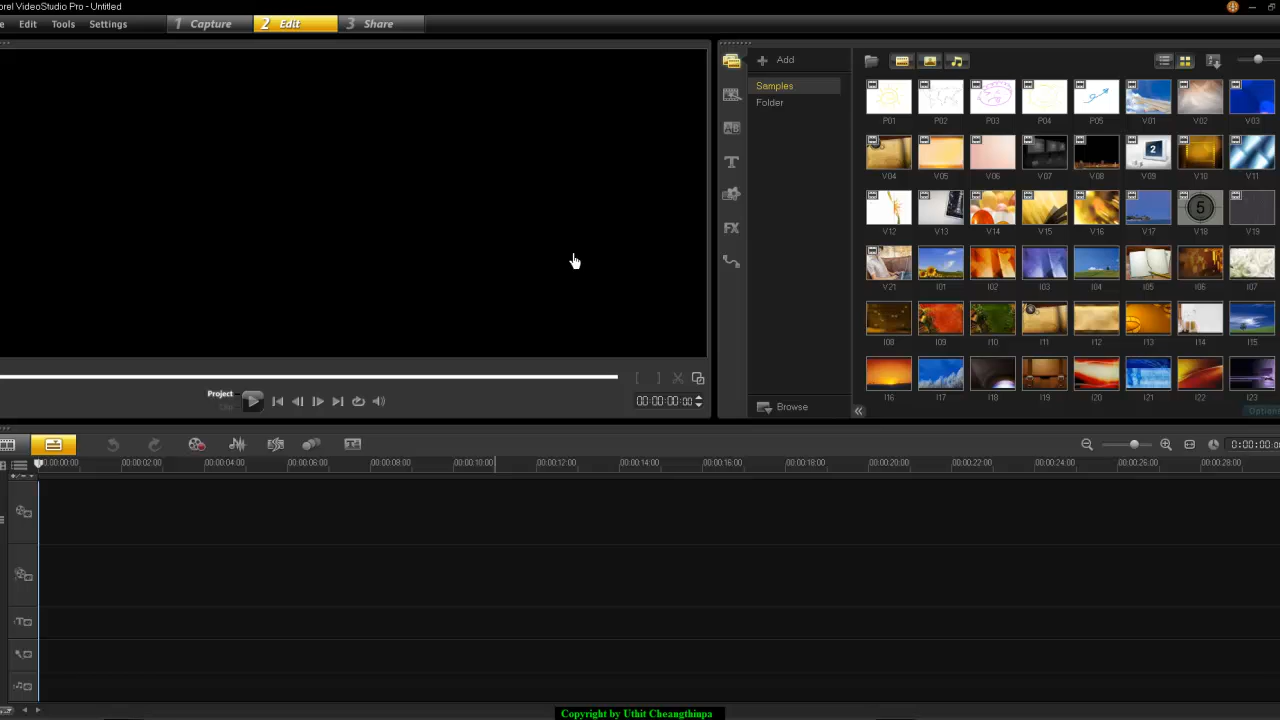 orel VideoStudio Pro - Untitled
Edit Tools Settings 1 Capture 2 Edit 3 Share
Add
Samples
Folder
P01 P02 P03 P04 P05 V01 V02 V03
V04 V05 V06 V07 V08 V09 V10 V11
2
V12 V13 V14 V15 V16 V17 V18 V19
5
V21 I01 I02 I03 I04 I05 I06 I07
I08 I09 I10 I11 I12 I13 I14 I15
I16 I17 I18 I19 I20 I21 I22 I23
Browse
Option
FX
Project
00:00:00:00
0:00:00:0
00:00:00:00 00:00:02:00 00:00:04:00 00:00:06:00 00:00:08:00 00:00:10:00 00:00:12:00 00:00:14:00 00:00:16:00 00:00:18:00 00:00:20:00 00:00:22:00 00:00:24:00 00:00:26:00 00:00:28:00
Copyright by Uthit Cheangthinpa